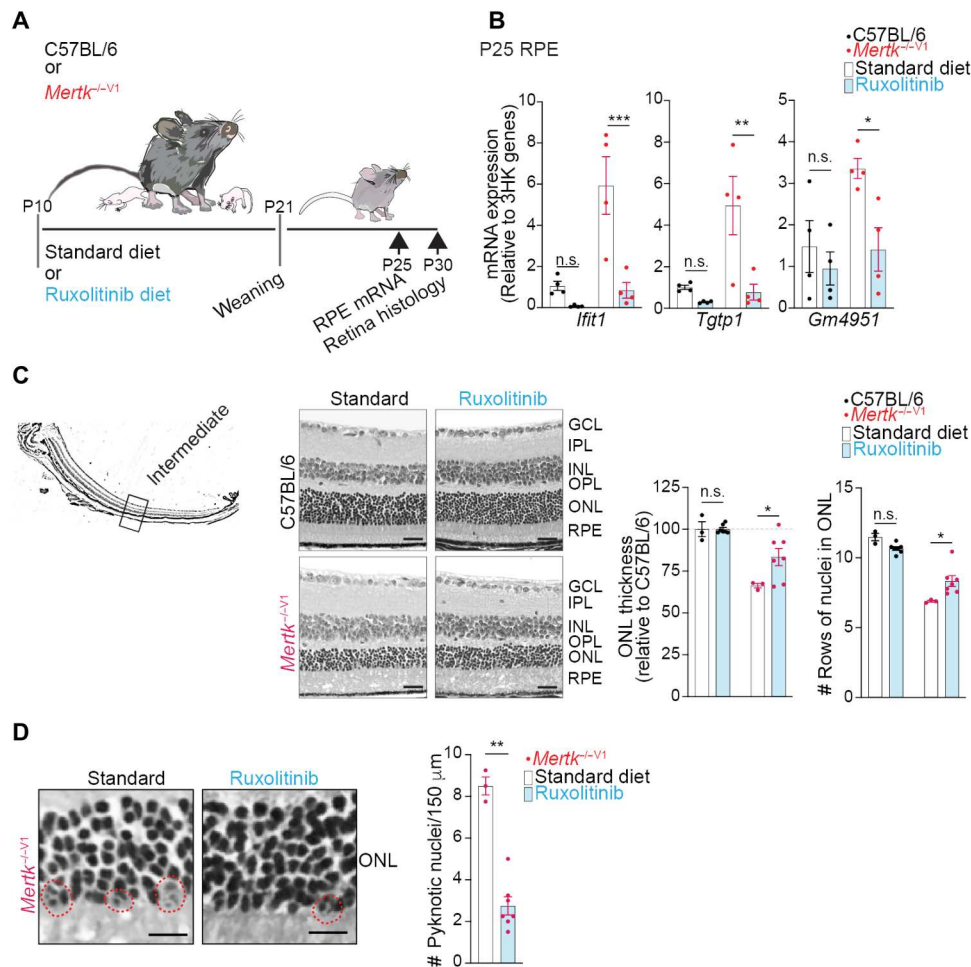 A
C57BL/6
or
Mertk–/–V1
P10
P21
Standard diet
or
Ruxolitinib diet
Weaning
P25
P30
RPE mRNA
Retina histology
B
P25 RPE
C57BL/6
Mertk–/–V1
Standard diet
Ruxolitinib
mRNA expression
(Relative to 3HK genes)
10
8
6
4
2
0
n.s.
***
Ifit1
10
8
6
4
2
0
n.s.
**
Tgtp1
5
4
3
2
1
0
n.s.
*
Gm4951
C
Intermediate
Standard
Ruxolitinib
C57BL/6
GCL
IPL
INL
OPL
ONL
RPE
Mertk–/–V1
GCL
IPL
INL
OPL
ONL
RPE
ONL thickness
(relative to C57BL/6)
125
100
75
50
25
0
n.s.
*
C57BL/6
Mertk–/–V1
Standard diet
Ruxolitinib
# Rows of nuclei in ONL
15
10
5
0
n.s.
*
D
Standard
Ruxolitinib
Mertk–/–V1
ONL
# Pyknotic nuclei/150 μm
10
8
6
4
2
0
**
Mertk–/–V1
Standard diet
Ruxolitinib